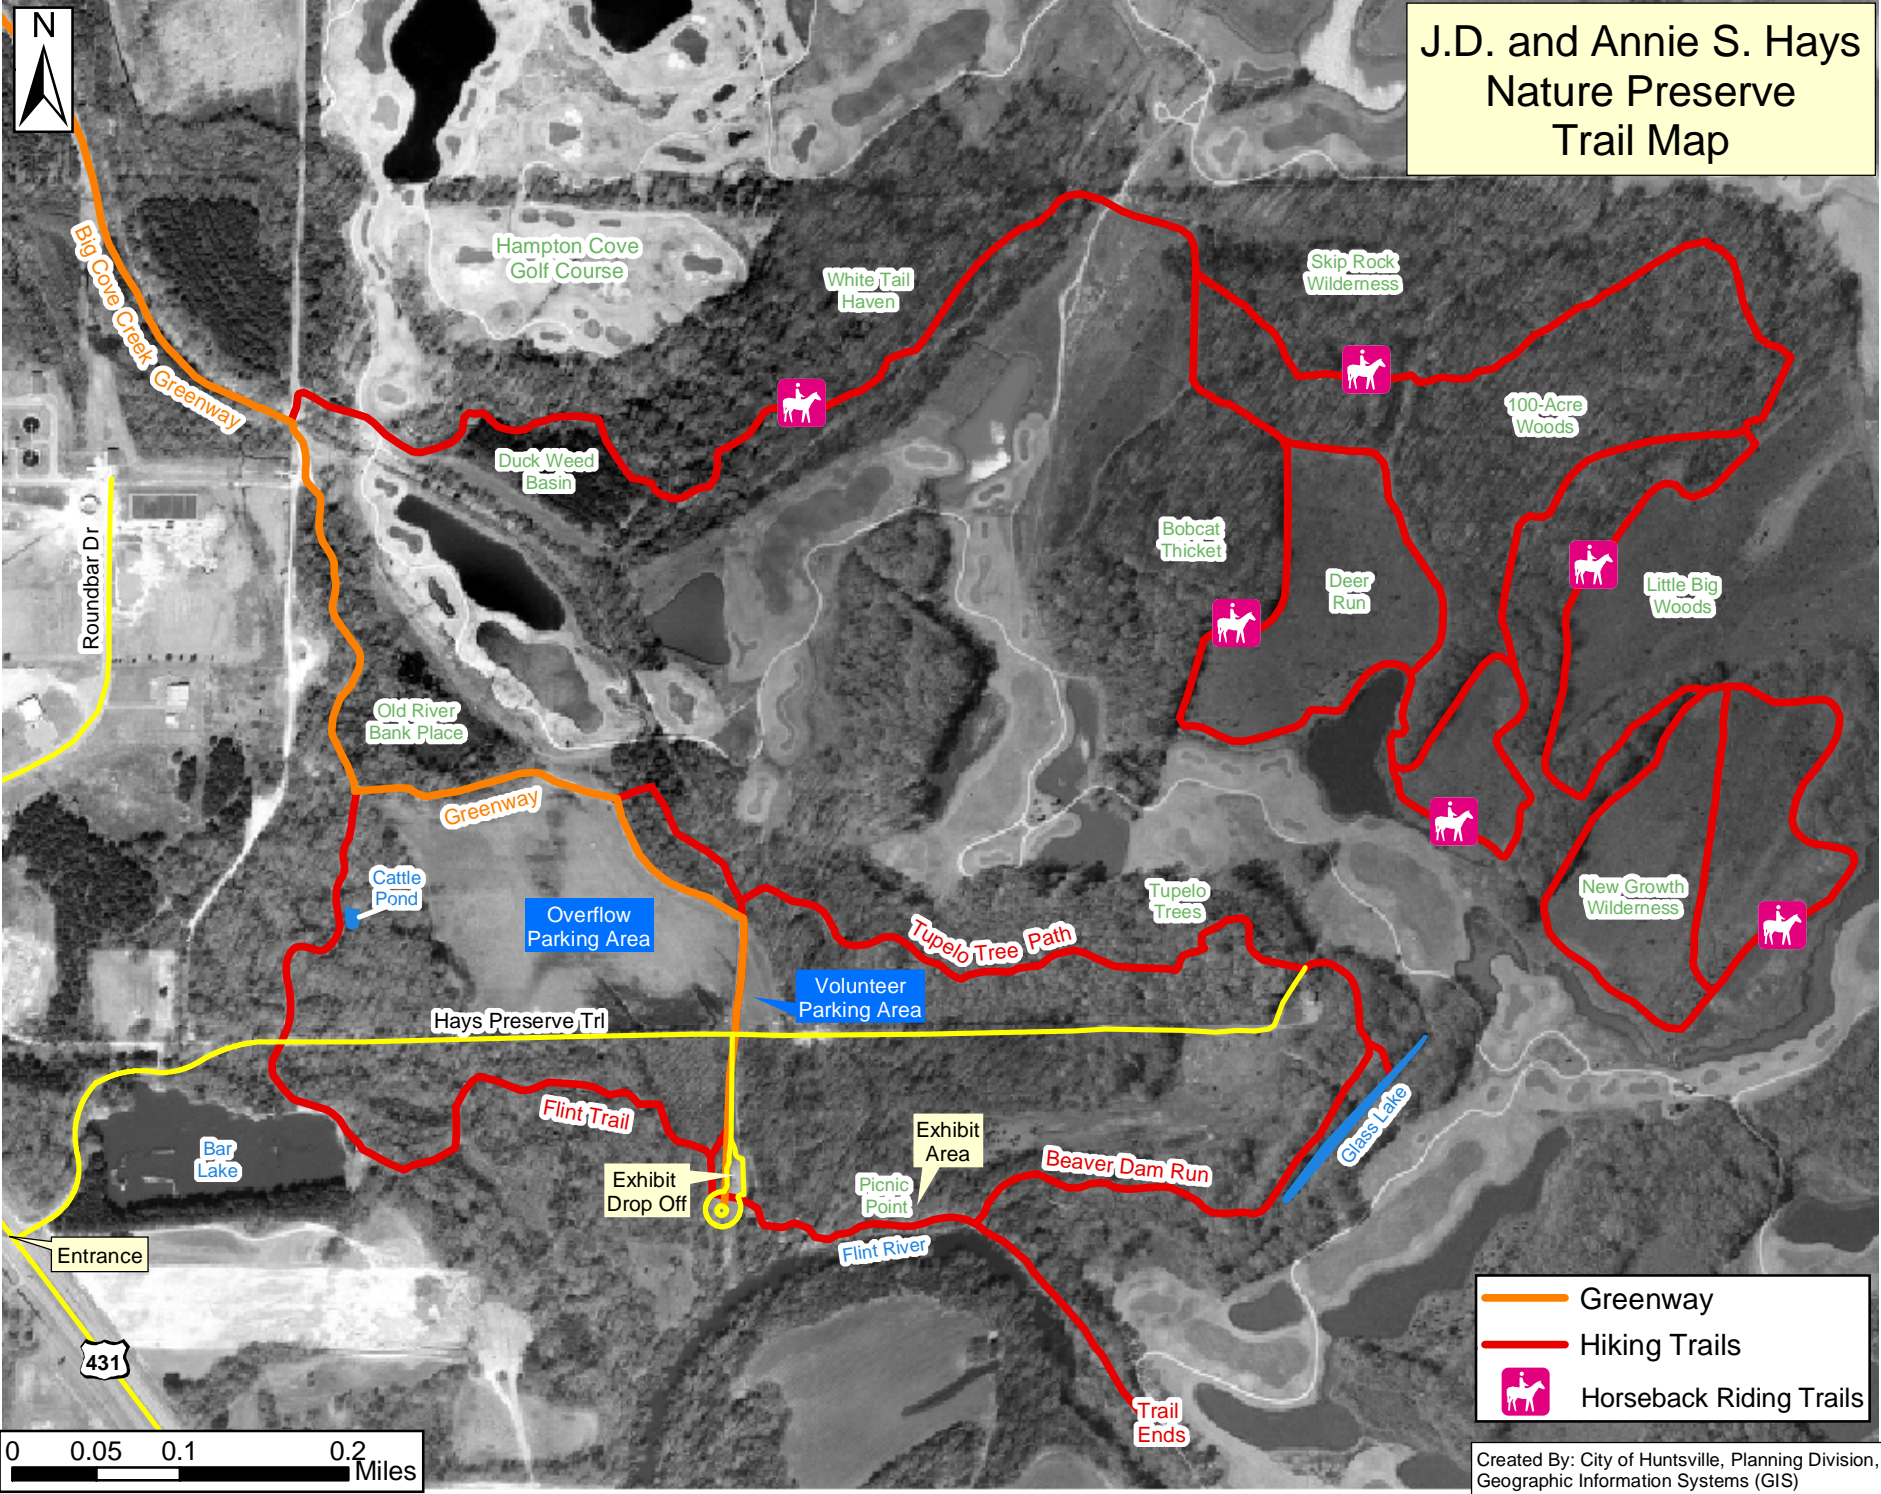 N
J.D. and Annie S. Hays
Nature Preserve
Trail Map
Big Cove Creek Greenway
Hampton Cove
Golf Course
White Tail
Haven
Skip Rock
Wilderness
100-Acre
Woods
Duck Weed
Basin
Bobcat
Thicket
Deer
Run
Little Big
Woods
Roundbar Dr
Old River
Bank Place
Greenway
Cattle
Pond
Overflow
Parking Area
Tupelo
Trees
New Growth
Wilderness
Tupelo Tree Path
Volunteer
Parking Area
Hays Preserve Trl
Flint Trail
Glass Lake
Bar
Lake
Exhibit
Area
Beaver Dam Run
Exhibit
Drop Off
Picnic
Point
Flint River
Entrance
431
Trail
Ends
Greenway
Hiking Trails
Horseback Riding Trails
0 0.05 0.1 0.2
Miles
Created By: City of Huntsville, Planning Division,
Geographic Information Systems (GIS)